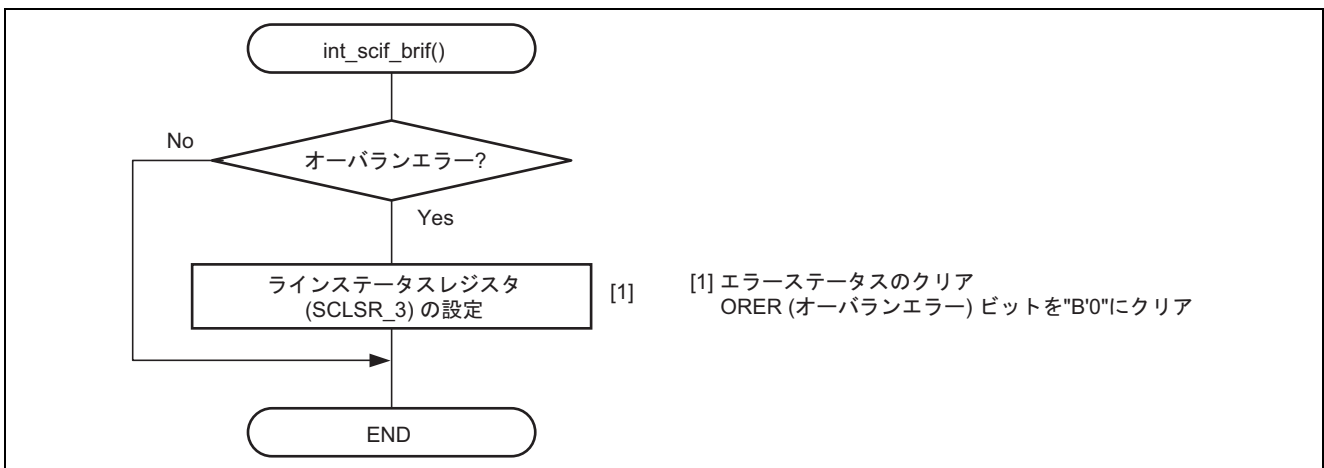 int_scif_brif()
No
オーバランエラー?
Yes
ラインステータスレジスタ
(SCLSR_3) の設定
[1]
[1] エラーステータスのクリア
ORER (オーバランエラー) ビットを"B'0"にクリア
END